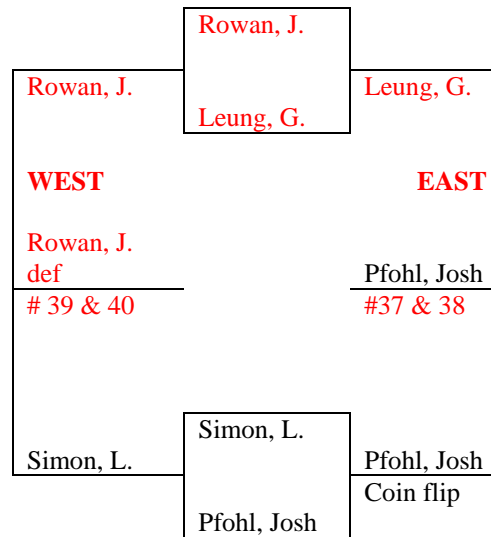 Rowan, J.
Rowan, J.
Leung, G.
Leung, G.
WEST
EAST
Rowan, J.
def
# 39 & 40
Pfohl, Josh
#37 & 38
Simon, L.
Simon, L.
Pfohl, Josh
Pfohl, Josh
Coin flip